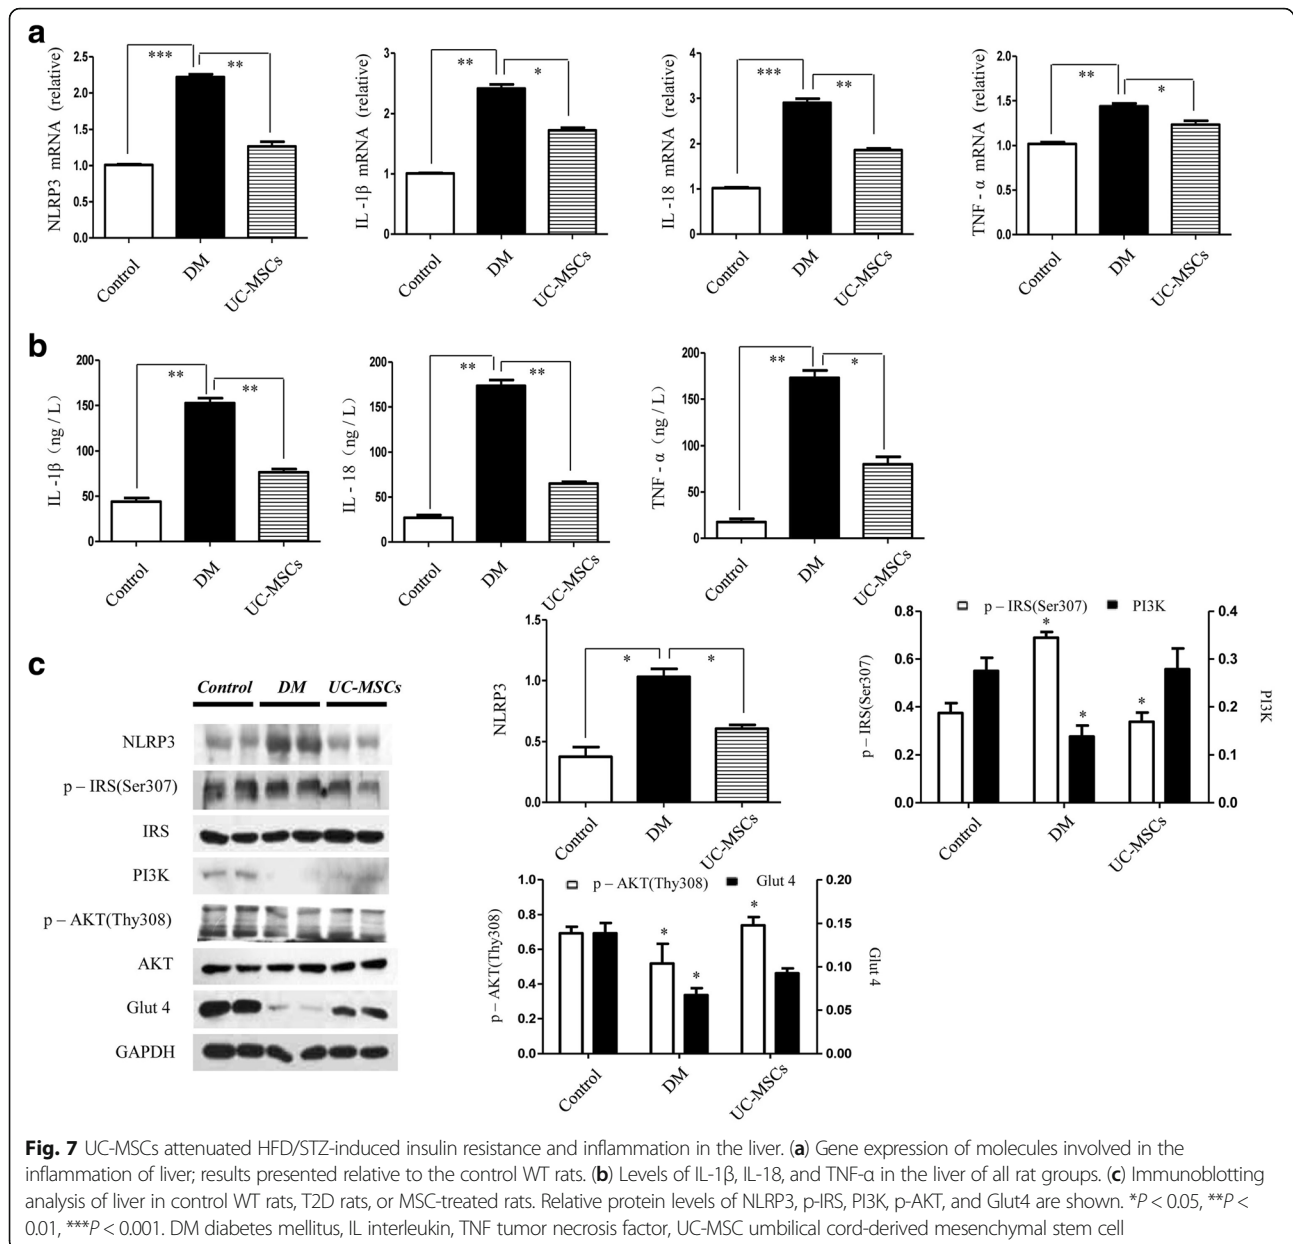 a
NLRP3 mRNA (relative)
2.5
2.0
1.5
1.0
0.5
0.0
***
**
Control
DM
UC-MSCs
IL -1β mRNA (relative)
3
2
1
0
**
*
Control
DM
UC-MSCs
IL -18 mRNA (relative)
4
3
2
1
0
***
**
Control
DM
UC-MSCs
TNF - α mRNA (relative)
2.0
1.5
1.0
0.5
0.0
**
*
Control
DM
UC-MSCs
b
IL -1β (ng / L)
200
150
100
50
0
**
**
Control
DM
UC-MSCs
IL - 18 (ng / L)
200
150
100
50
0
**
**
Control
DM
UC-MSCs
TNF - α (ng / L)
200
150
100
50
0
**
*
Control
DM
UC-MSCs
c
Control DM UC-MSCs
NLRP3
p – IRS(Ser307)
IRS
PI3K
p – AKT(Thy308)
AKT
Glut 4
GAPDH
NLRP3
1.5
1.0
0.5
0.0
*
*
Control
DM
UC-MSCs
p – IRS(Ser307) PI3K
p – IRS(Ser307)
0.8
0.6
0.4
0.2
0.0
*
*
*
0.4
0.3
0.2
0.1
0.0
PI3K
Control
DM
UC-MSCs
p – AKT(Thy308) Glut 4
p – AKT(Thy308)
1.0
0.8
0.6
0.4
0.2
0.0
*
*
*
0.20
0.15
0.10
0.05
0.00
Glut 4
Control
DM
UC-MSCs
Fig. 7 UC-MSCs attenuated HFD/STZ-induced insulin resistance and inflammation in the liver. (a) Gene expression of molecules involved in the
inflammation of liver; results presented relative to the control WT rats. (b) Levels of IL-1β, IL-18, and TNF-α in the liver of all rat groups. (c) Immunoblotting
analysis of liver in control WT rats, T2D rats, or MSC-treated rats. Relative protein levels of NLRP3, p-IRS, PI3K, p-AKT, and Glut4 are shown. *P < 0.05, **P <
0.01, ***P < 0.001. DM diabetes mellitus, IL interleukin, TNF tumor necrosis factor, UC-MSC umbilical cord-derived mesenchymal stem cell